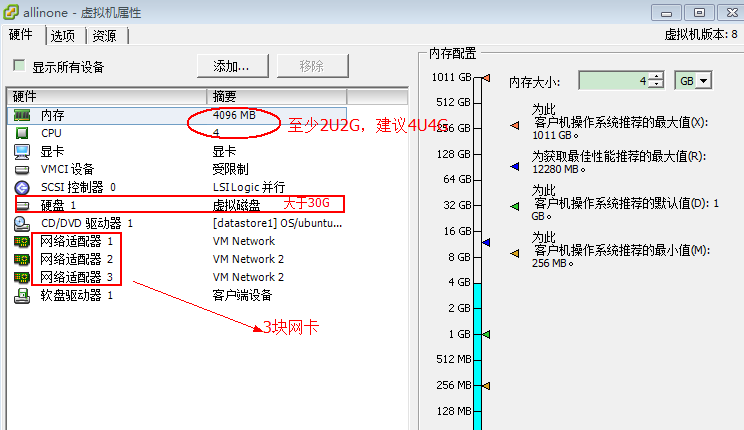 allinone - 虚拟机属性
硬件 选项 资源
虚拟机版本: 8
显示所有设备
添加...
移除
硬件 摘要
内存 4096 MB
CPU 4
显卡 显卡
VMCI 设备 受限制
SCSI 控制器 0 LSI Logic 并行
硬盘 1 虚拟磁盘
大于30G
CD/DVD 驱动器 1 [datastore1] OS/ubuntu...
网络适配器 1 VM Network
网络适配器 2 VM Network 2
网络适配器 3 VM Network 2
软盘驱动器 1 客户端设备
至少2U2G，建议4U4G
3块网卡
内存配置
1011 GB
512 GB
256 GB
128 GB
64 GB
32 GB
16 GB
8 GB
4 GB
2 GB
1 GB
512 MB
256 MB
128 MB
内存大小: 4 GB
为此
客户机操作系统推荐的最大值(X):
1011 GB。
为获取最佳性能推荐的最大值(R):
12280 MB。
为此
客户机操作系统推荐的默认值(D): 1
GB。
为此
客户机操作系统推荐的最小值(M):
256 MB。